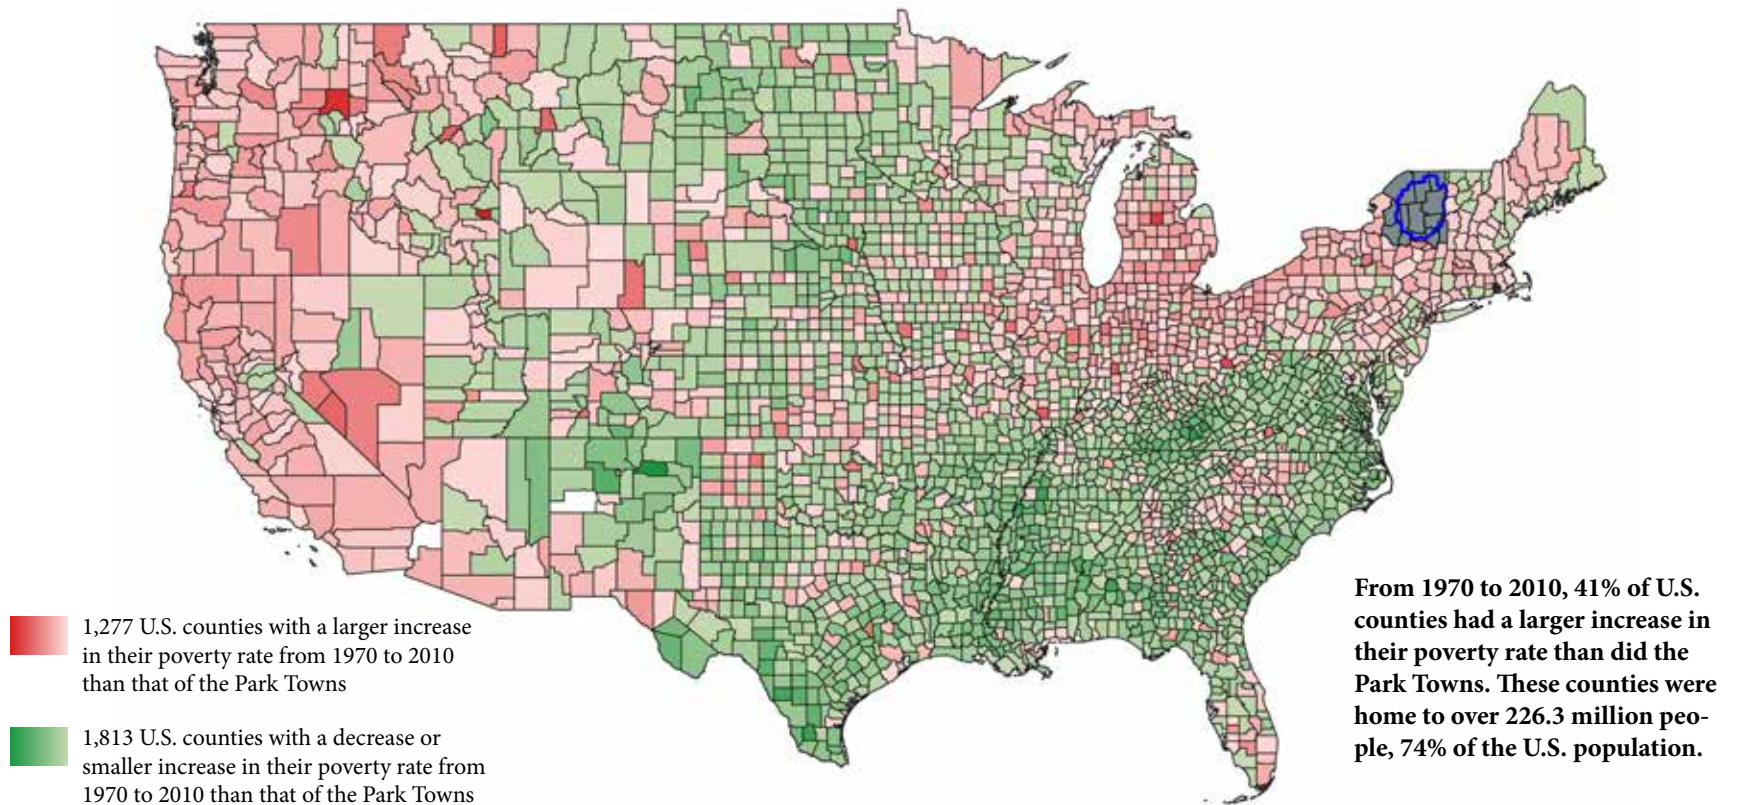 1,277 U.S. counties with a larger increase
in their poverty rate from 1970 to 2010
than that of the Park Towns
1,813 U.S. counties with a decrease or
smaller increase in their poverty rate from
1970 to 2010 than that of the Park Towns
From 1970 to 2010, 41% of U.S.
counties had a larger increase in
their poverty rate than did the
Park Towns. These counties were
home to over 226.3 million peo-
ple, 74% of the U.S. population.